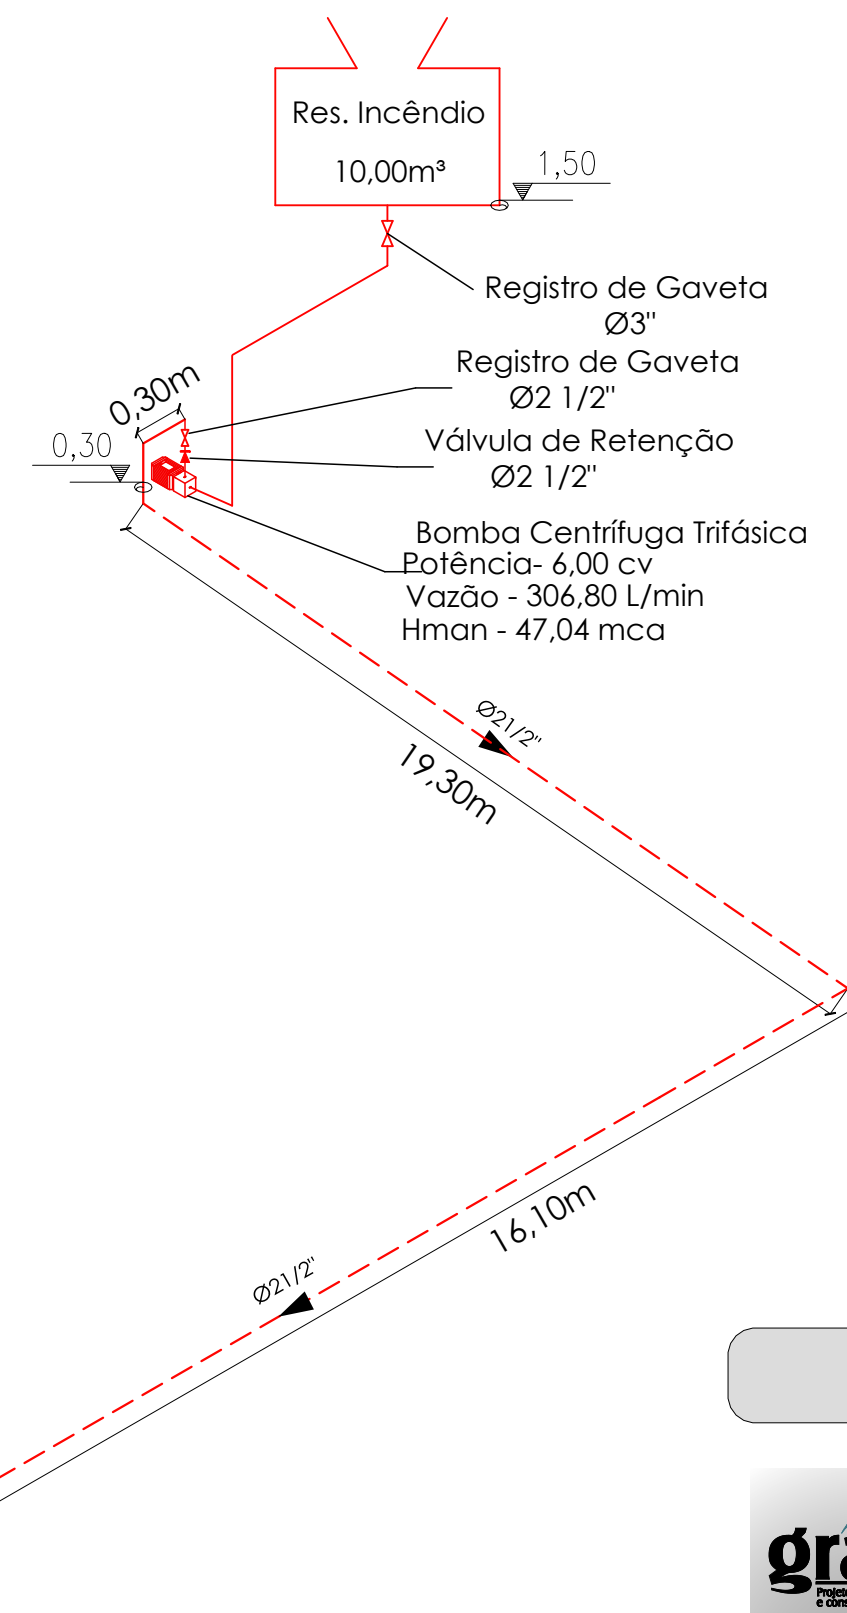 Res. Incêndio
10,00m³
1,50
Registro de Gaveta
Ø3"
Registro de Gaveta
Ø2 1/2"
0,30m
0,30
Válvula de Retenção
Ø2 1/2"
Bomba Centrífuga Trifásica
Potência- 6,00 cv
Vazão - 306,80 L/min
Hman - 47,04 mca
Ø21/2"
19,30m
16,10m
Ø21/2"